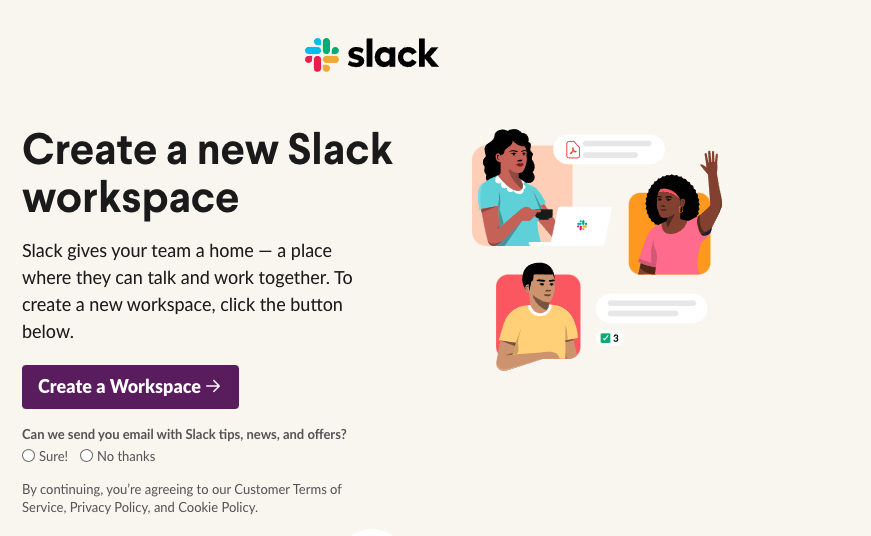 slack
Create a new Slack
workspace
Slack gives your team a home — a place
where they can talk and work together. To
create a new workspace, click the button
below.
Create a Workspace →
Can we send you email with Slack tips, news, and offers?
Sure! No thanks
By continuing, you’re agreeing to our Customer Terms of
Service, Privacy Policy, and Cookie Policy.
3